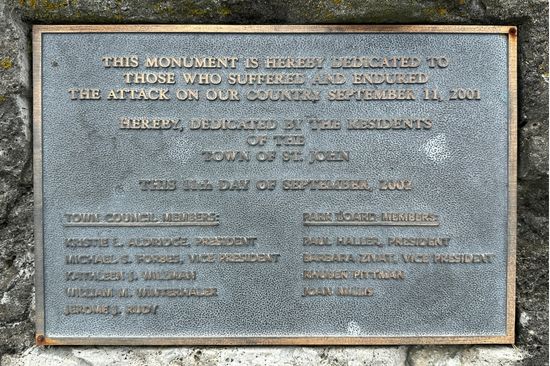 THIS MONUMENT IS HEREBY DEDICATED TO
THOSE WHO SUFFERED AND ENDURED
THE ATTACK ON OUR COUNTRY SEPTEMBER 11, 2001
HEREBY, DEDICATED BY THE RESIDENTS
OF THE
TOWN OF ST. JOHN
THIS 11TH DAY OF SEPTEMBER, 2002
TOWN COUNCIL MEMBERS:
KRISTIE L. ALDRIDGE, PRESIDENT
MICHAEL S. FORBES, VICE PRESIDENT
KATHLEEN J. WILLMAN
WILLIAM M. WINTERHALER
JEROME J. RUDY
PARK BOARD MEMBERS:
PAUL HALLER, PRESIDENT
BARBARA ZIVAT, VICE PRESIDENT
PITTMAN
JOAN MILLIS